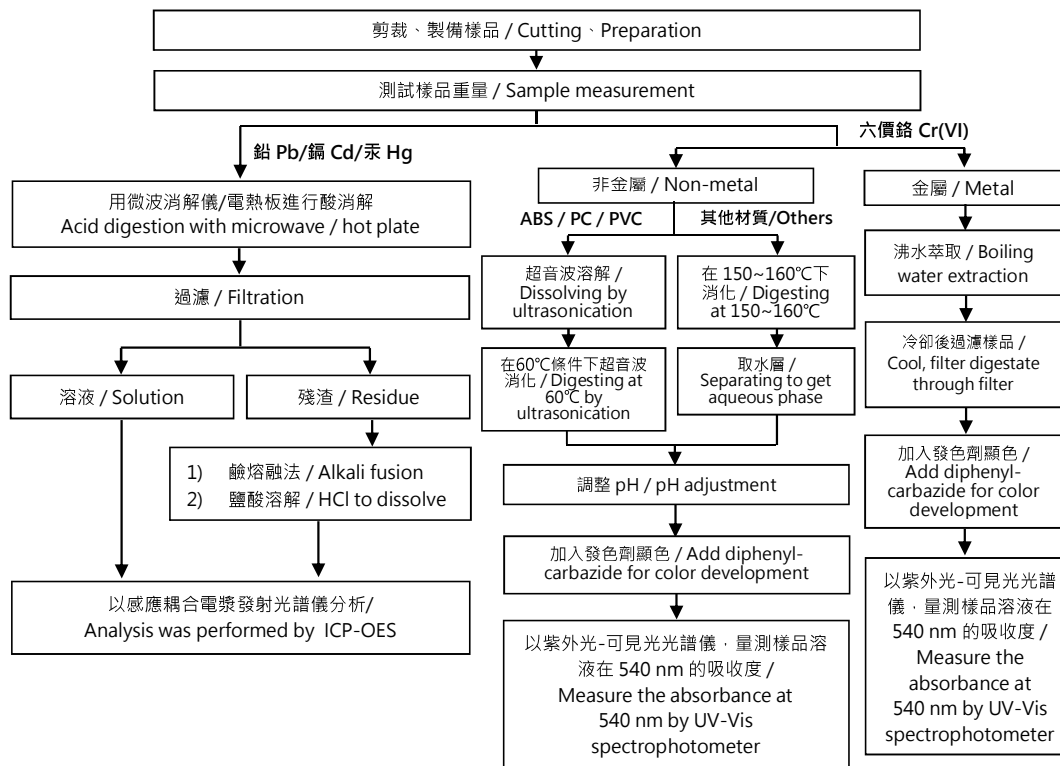 剪裁、製備樣品 / Cutting、Preparation
測試樣品重量 / Sample measurement
鉛 Pb/鎘 Cd/汞 Hg
六價鉻 Cr(VI)
用微波消解儀/電熱板進行酸消解
Acid digestion with microwave / hot plate
過濾 / Filtration
溶液 / Solution
殘渣 / Residue
1) 鹼熔融法 / Alkali fusion
2) 鹽酸溶解 / HCl to dissolve
以感應耦合電漿發射光譜儀分析/
Analysis was performed by ICP-OES
非金屬 / Non-metal
ABS / PC / PVC
其他材質/Others
超音波溶解 /
Dissolving by
ultrasonication
在60℃條件下超音波
消化 / Digesting at
60℃ by
ultrasonication
在 150~160℃下
消化 / Digesting
at 150~160℃
取水層 /
Separating to get
aqueous phase
調整 pH / pH adjustment
加入發色劑顯色 / Add diphenyl-
carbazide for color development
以紫外光-可見光光譜儀，量測樣品溶
液在 540 nm 的吸收度 /
Measure the absorbance at
540 nm by UV-Vis
spectrophotometer
金屬 / Metal
沸水萃取 / Boiling
water extraction
冷卻後過濾樣品 /
Cool, filter digestate
through filter
加入發色劑顯色 /
Add diphenyl-
carbazide for color
development
以紫外光-可見光光譜
儀，量測樣品溶液在
540 nm 的吸收度 /
Measure the
absorbance at
540 nm by UV-Vis
spectrophotometer